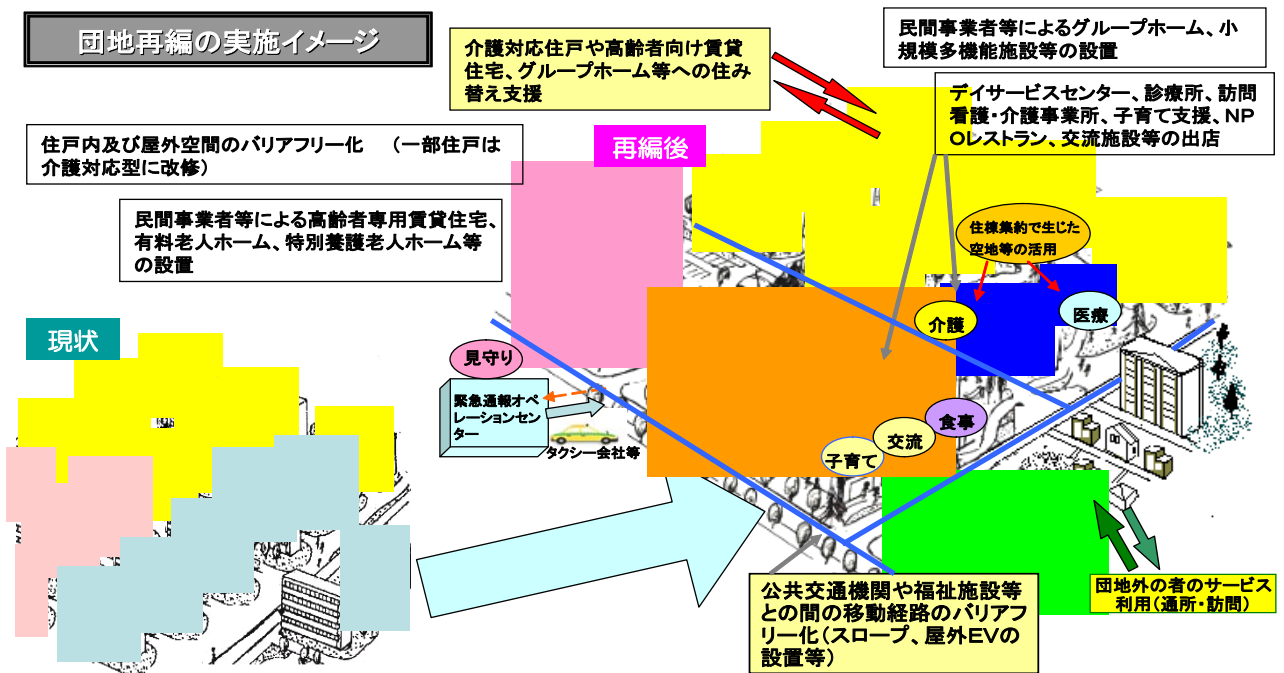 団地再編の実施イメージ
介護対応住戸や高齢者向け賃貸
住宅、グループホーム等への住み
替え支援
民間事業者等によるグループホーム、小
規模多機能施設等の設置
デイサービスセンター、診療所、訪問
看護・介護事業所、子育て支援、NP
Oレストラン、交流施設等の出店
住戸内及び屋外空間のバリアフリー化　（一部住戸は
介護対応型に改修）
再編後
民間事業者等による高齢者専用賃貸住宅、
有料老人ホーム、特別養護老人ホーム等
の設置
住棟集約で生じた
空地等の活用
介護
医療
現状
見守り
緊急通報オペ
レーションセン
ター
タクシー会社等
食事
交流
子育て
公共交通機関や福祉施設等
との間の移動経路のバリアフ
リー化（スロープ、屋外EVの
設置等）
団地外の者のサービス
利用（通所・訪問）